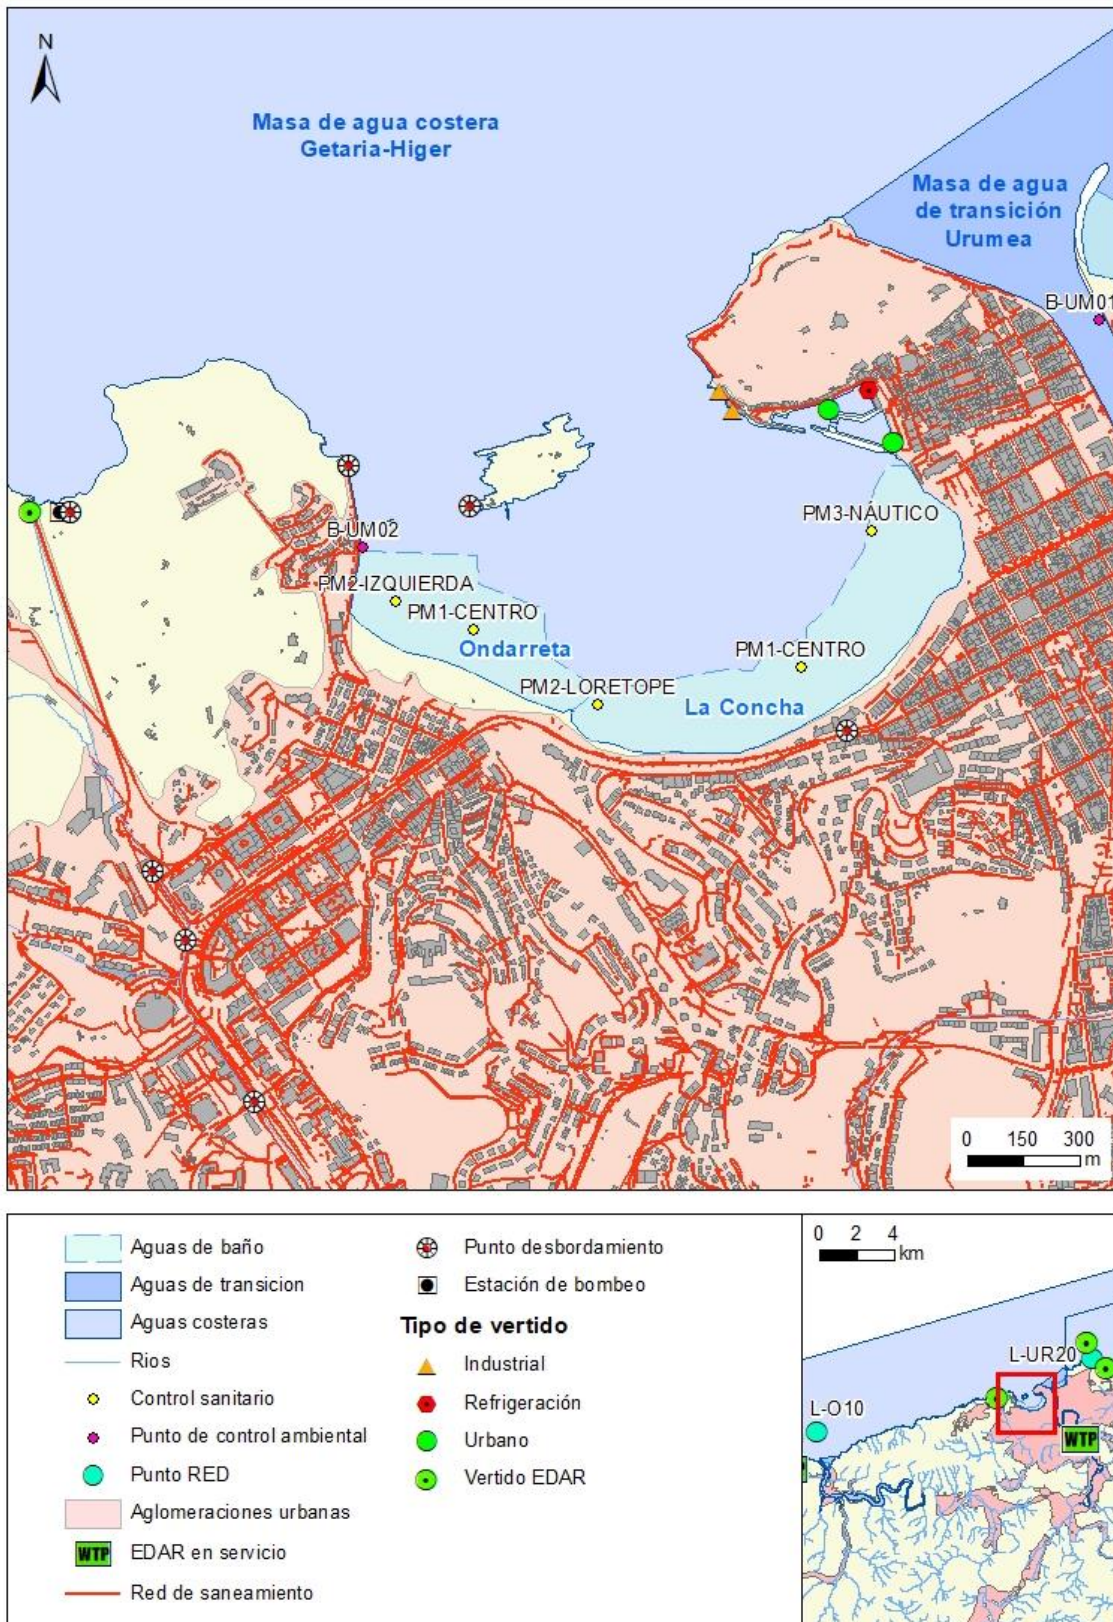 N
Masa de agua costera
Getaria-Higer
Masa de agua
de transición
Urumea
B-UM01
B-UM02
PM3-NÁUTICO
PM2-IZQUIERDA
PM1-CENTRO
Ondarreta
PM1-CENTRO
PM2-LORETOPE
La Concha
0 150 300
m
Aguas de baño
Aguas de transicion
Aguas costeras
Rios
Control sanitario
Punto de control ambiental
Punto RED
Aglomeraciones urbanas
WTP EDAR en servicio
Red de saneamiento
Punto desbordamiento
Estación de bombeo
Tipo de vertido
Industrial
Refrigeración
Urbano
Vertido EDAR
0 2 4
km
L-UR20
L-O10
WTP